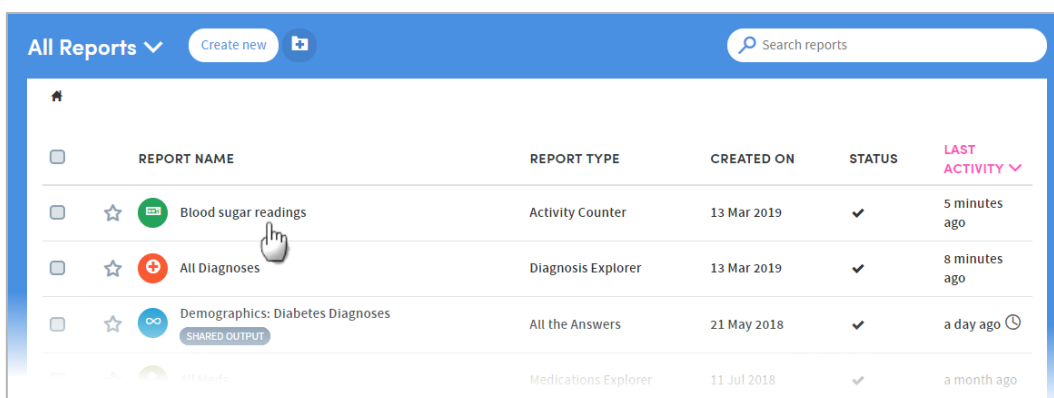 All Reports Create new Search reports
REPORT NAME REPORT TYPE CREATED ON STATUS LAST
ACTIVITY
Blood sugar readings Activity Counter 13 Mar 2019 5 minutes
ago
All Diagnoses Diagnosis Explorer 13 Mar 2019 8 minutes
ago
Demographics: Diabetes Diagnoses All the Answers 21 May 2018 a day ago
SHARED OUTPUT
All Meds Medications Explorer 11 Jul 2018 a month ago